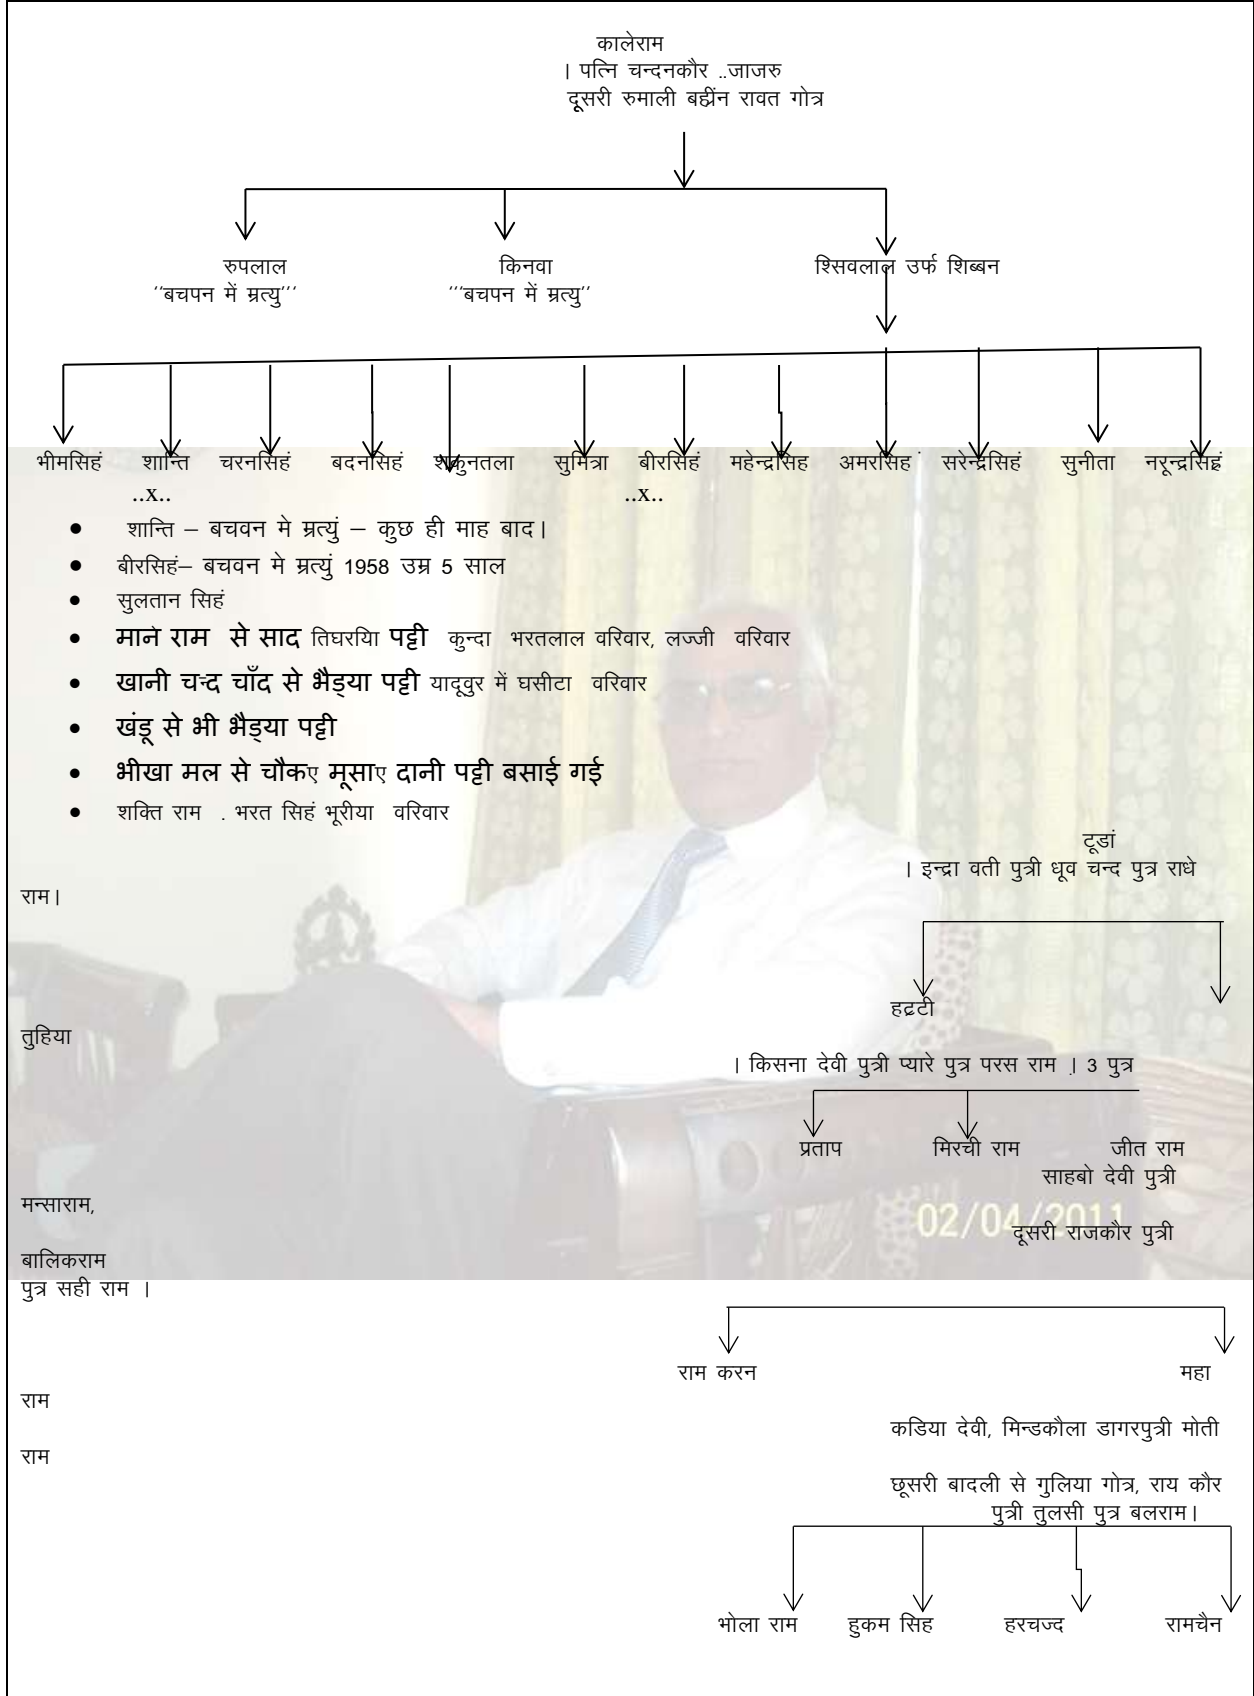 कालेराम
। पत्नि चन्दनकौर ..जाजरु
दूसरी रुमाली बह्रीन रावत गोत्र
रुपलाल किनवा श्सिवलाल उर्फ शिब्बन
''बचपन में म्रत्यु''' '''बचपन में म्रत्यु''
भीमसिहं शान्ति चरनसिहं बदनसिहं शकुनतला सुमित्रा बीरसिहं महेन्द्रसिह अमरसिहं सरेन्द्रसिहं सुनीता नरून्द्रसिहं
..x.. ..x..
• शान्ति – बचवन मे म्रत्युं – कुछ ही माह बाद।
• बीरसिहं– बचवन मे म्रत्युं 1958 उम्र 5 साल
• सुलतान सिहं
• माने राम से साद तिघरयिा पट्टी कुन्दा भरतलाल वरिवार, लज्जी वरिवार
• खानी चन्द चाँद से भैड्या पट्टी यादूवुर में घसीटा वरिवार
• खंडू से भी भैड्या पट्टी
• भीखा मल से चौकए मूसाए दानी पट्टी बसाई गई
• शक्ति राम . भरत सिहं भूरीया वरिवार
टूडां
। इन्द्रा वती पुत्री धूव चन्द पुत्र राधे
राम।
हद्रटी
तुहिया
। किसना देवी पुत्री प्यारे पुत्र परस राम .। 3 पुत्र
प्रताप मिरची राम जीत राम
साहबो देवी पुत्री
मन्साराम,
02/04/2011
दूसरी राजकौर पुत्री
बालिकराम
पुत्र सही राम ।
राम करन महा
राम
कडिया देवी, मिन्डकौला डागरपुत्री मोती
राम
छूसरी बादली से गुलिया गोत्र, राय कौर
पुत्री तुलसी पुत्र बलराम।
भोला राम हुकम सिह हरचज्द रामचैन